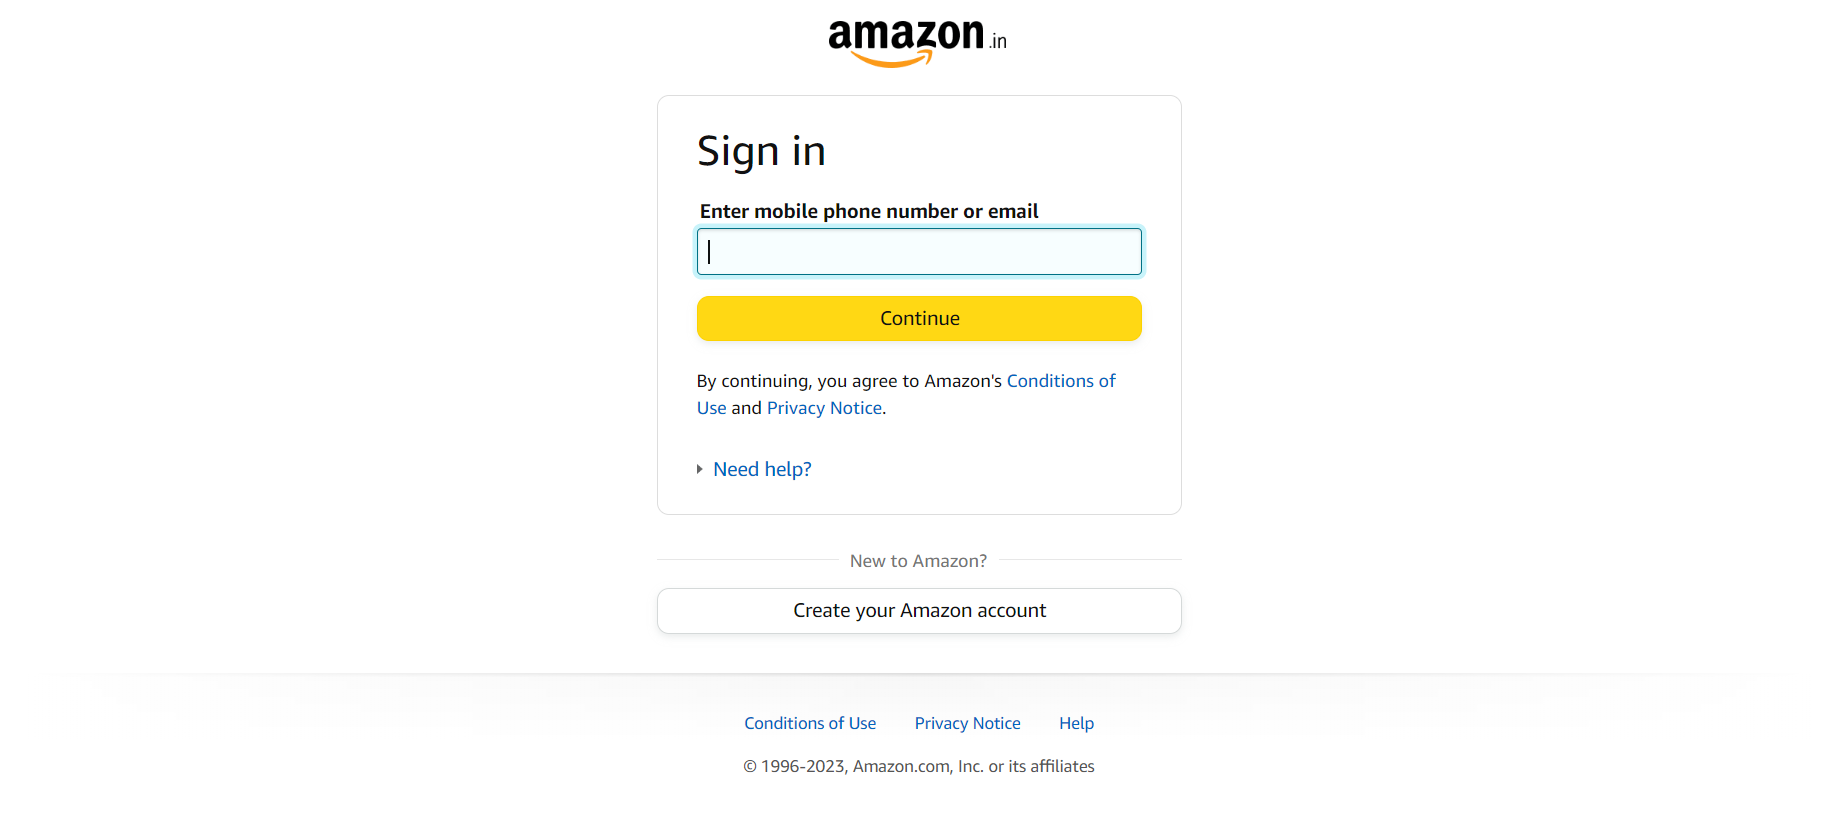 amazon.in
Sign in
Enter mobile phone number or email
Continue
By continuing, you agree to Amazon's Conditions of
Use and Privacy Notice.
Need help?
New to Amazon?
Create your Amazon account
Conditions of Use Privacy Notice Help
© 1996-2023, Amazon.com, Inc. or its affiliates